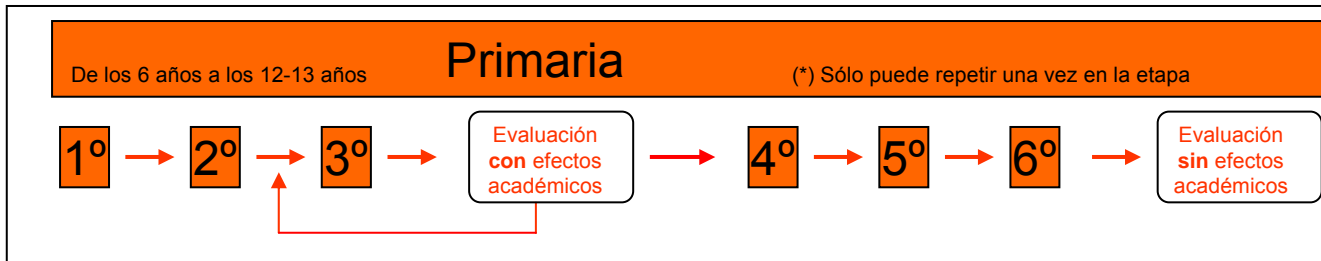 Primaria
De los 6 años a los 12-13 años
(*) Sólo puede repetir una vez en la etapa
1º
2º
3º
Evaluación
con efectos
académicos
4º
5º
6º
Evaluación
sin efectos
académicos